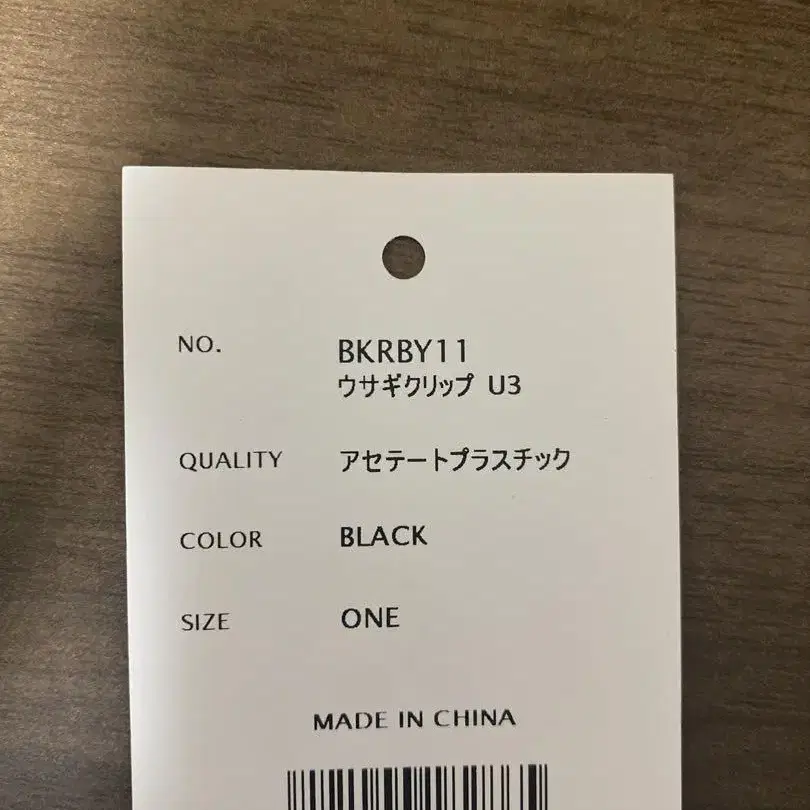 NO. BKRBY11
ウサギクリップ U3
QUALITY アセテートプラスチック
COLOR BLACK
SIZE ONE
MADE IN CHINA